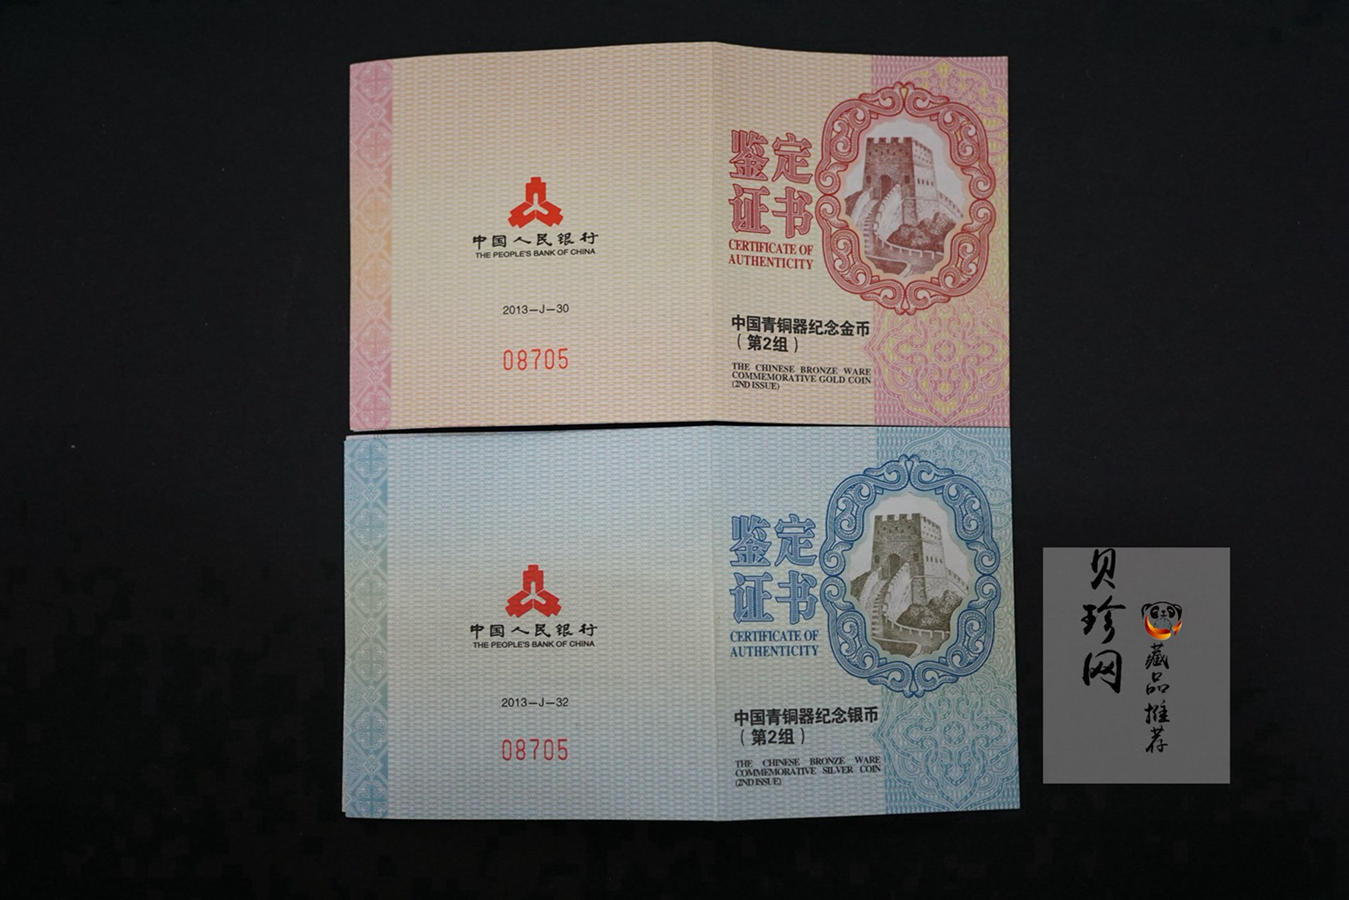 中国人民银行
THE PEOPLE'S BANK OF CHINA
2013-J-30
08705
鉴定
证书
CERTIFICATE OF
AUTHENTICITY
中国青铜器纪念金币
(第2组)
THE CHINESE BRONZE WARE
COMMEMORATIVE GOLD COIN
(2ND ISSUE)
中国人民银行
THE PEOPLE'S BANK OF CHINA
2013-J-32
08705
鉴定
证书
CERTIFICATE OF
AUTHENTICITY
中国青铜器纪念银币
(第2组)
THE CHINESE BRONZE WARE
COMMEMORATIVE SILVER COIN
(2ND ISSUE)
贝珍网
藏品推荐